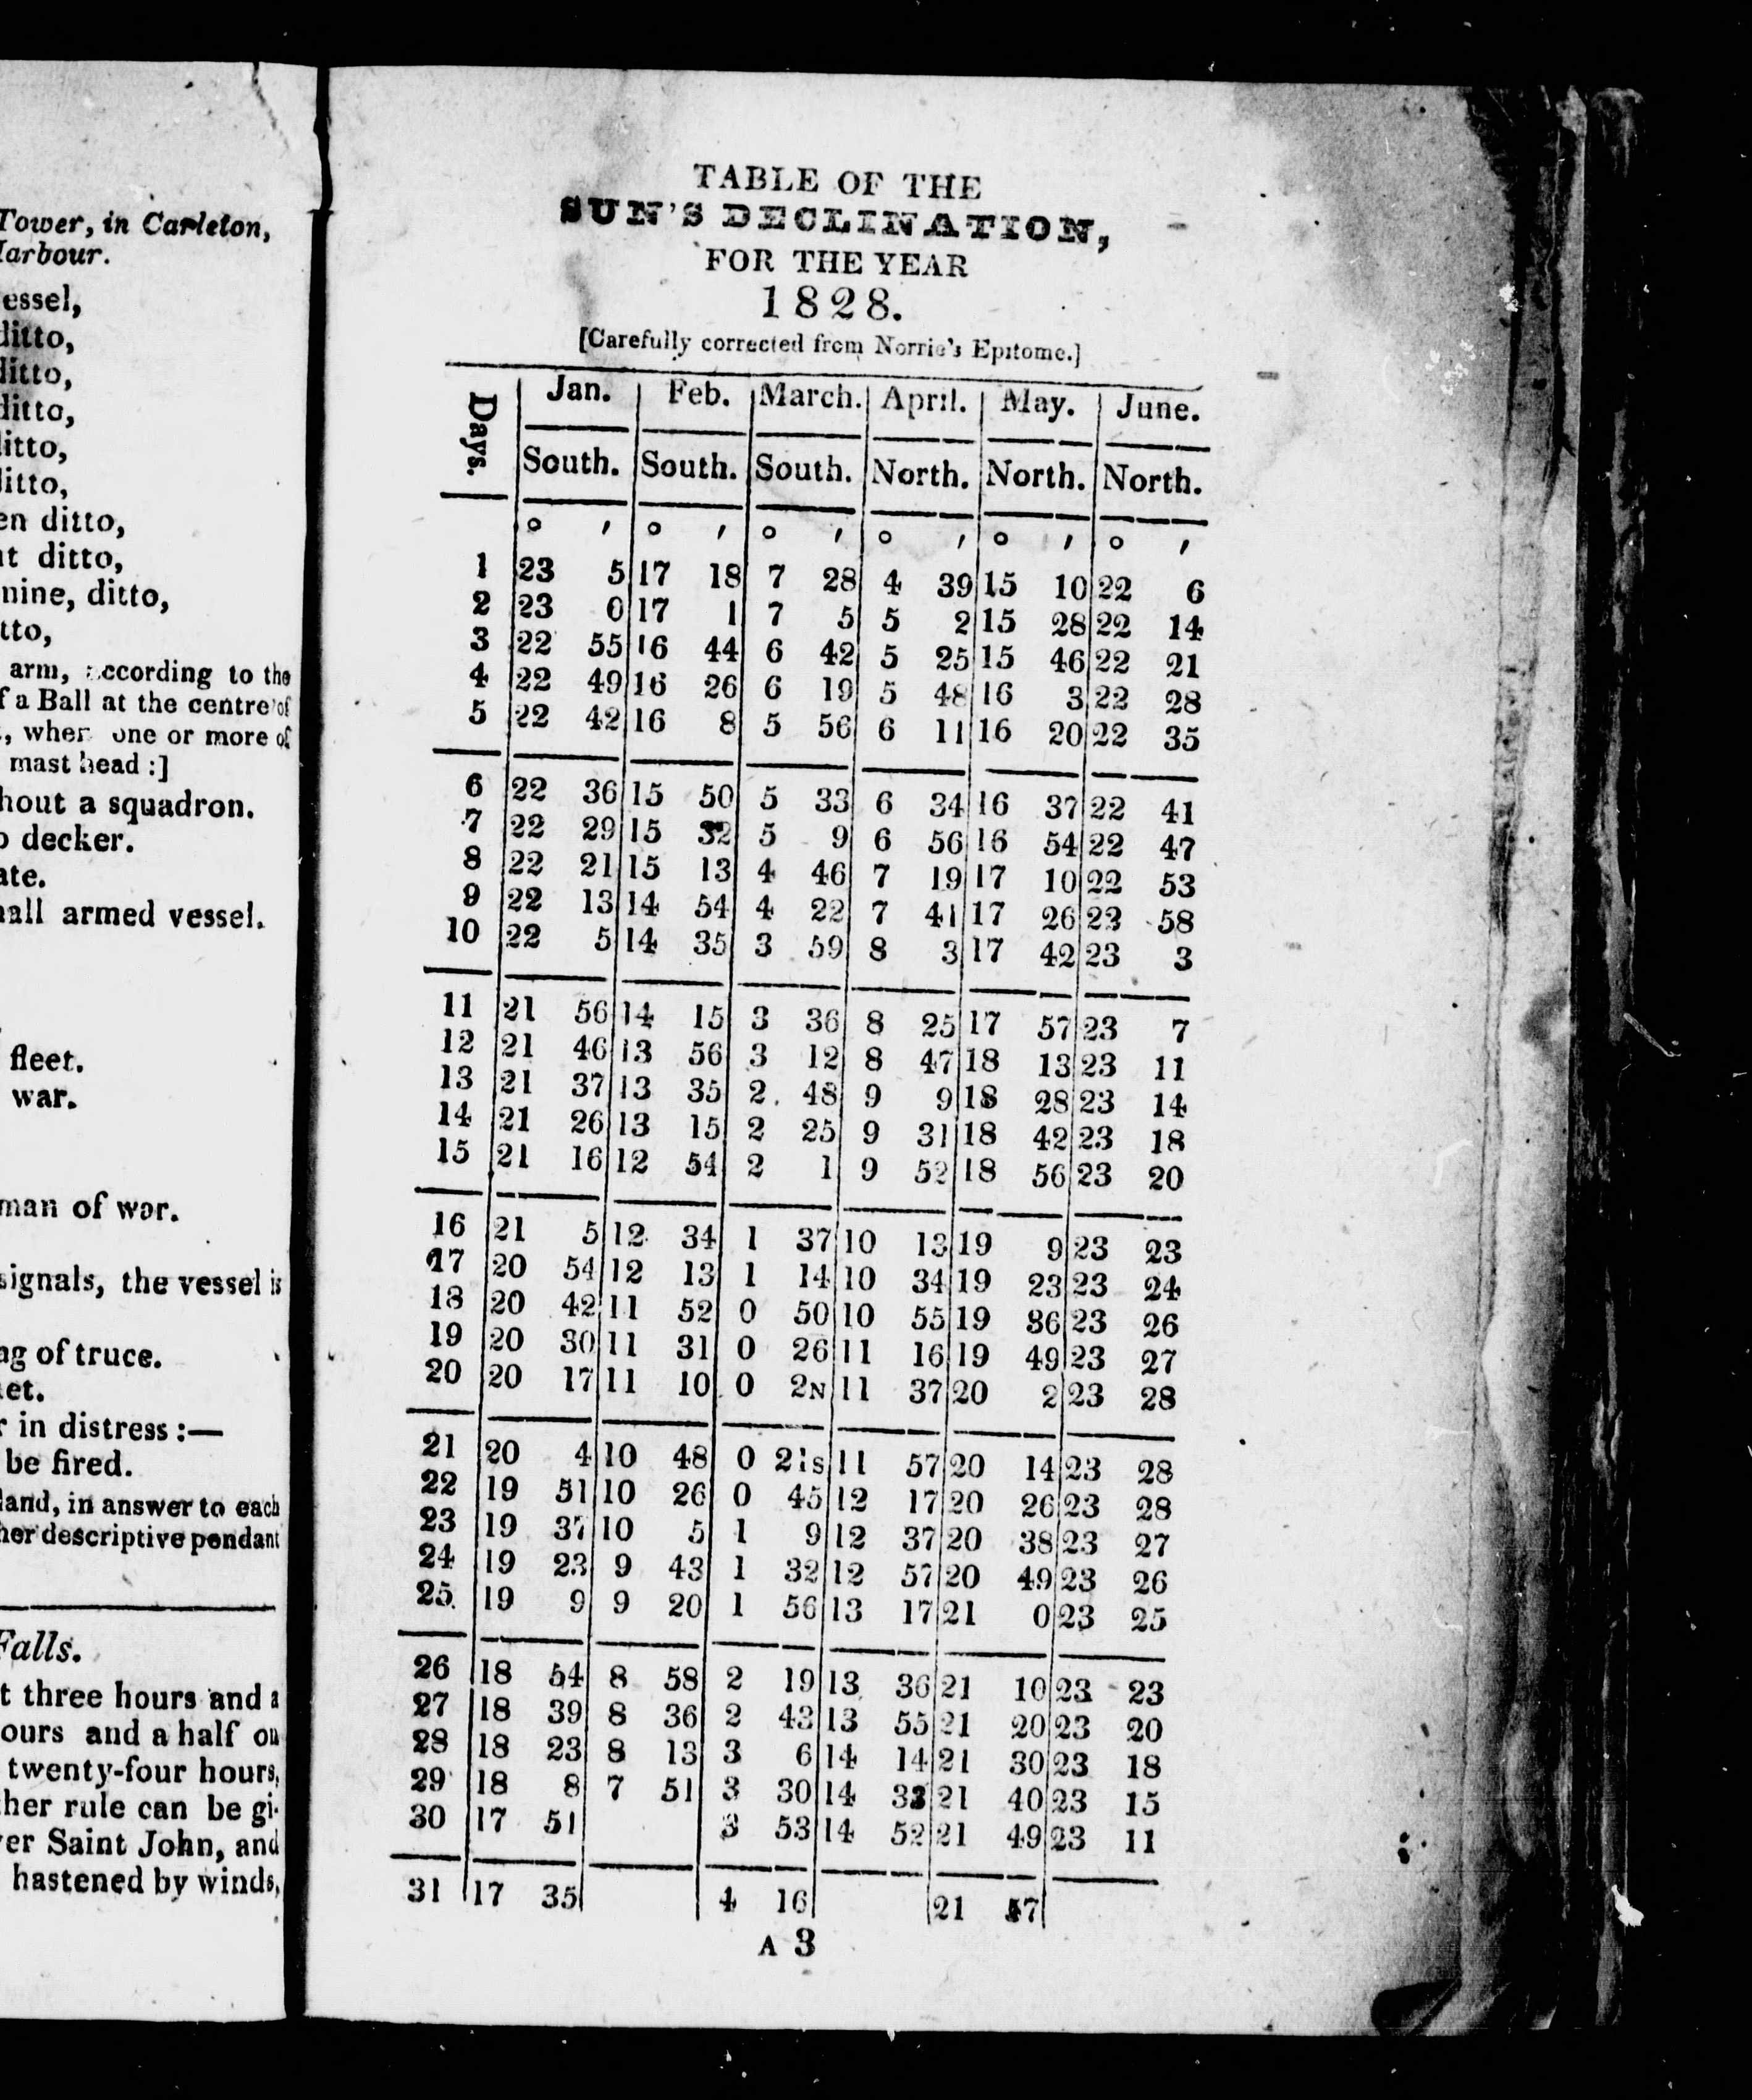 Tower, in Carleton,
Harbour.
essel,
ditto,
ditto,
ditto,
ditto,
ditto,
en ditto,
ht ditto,
nine, ditto,
tto,
arm, according to the
f a Ball at the centre of
, when one or more of
mast head :]
hout a squadron.
o decker.
ate.
nall armed vessel.
fleet.
war.
man of war.
signals, the vessel is
ag of truce.
ket.
r in distress :—
be fired.
land, in answer to each
her descriptive pendant
Falls.
t three hours and a
ours and a half on
twenty-four hours,
ther rule can be gi-
ver Saint John, and
hastened by winds,
TABLE OF THE
SUN'S DECLINATION,
FOR THE YEAR
1828.
[Carefully corrected from Norrie's Epitome.]
Days. Jan. Feb. March. April. May. June.
South. South. South. North. North. North.
° ′ ° ′ ° ′ ° ′ ° ′ ° ′
1 23 5 17 18 7 28 4 39 15 10 22 6
2 23 0 17 1 7 5 5 2 15 28 22 14
3 22 55 16 44 6 42 5 25 15 46 22 21
4 22 49 16 26 6 19 5 48 16 3 22 28
5 22 42 16 8 5 56 6 11 16 20 22 35
6 22 36 15 50 5 33 6 34 16 37 22 41
7 22 29 15 32 5 9 6 56 16 54 22 47
8 22 21 15 13 4 46 7 19 17 10 22 53
9 22 13 14 54 4 22 7 41 17 26 22 58
10 22 5 14 35 3 59 8 3 17 42 23 3
11 21 56 14 15 3 36 8 25 17 57 23 7
12 21 46 13 56 3 12 8 47 18 13 23 11
13 21 37 13 35 2 48 9 9 18 28 23 14
14 21 26 13 15 2 25 9 31 18 42 23 18
15 21 16 12 54 2 1 9 52 18 56 23 20
16 21 5 12 34 1 37 10 13 19 9 23 23
17 20 54 12 13 1 14 10 34 19 23 23 24
18 20 42 11 52 0 50 10 55 19 36 23 26
19 20 30 11 31 0 26 11 16 19 49 23 27
20 20 17 11 10 0 2N 11 37 20 2 23 28
21 20 4 10 48 0 21s 11 57 20 14 23 28
22 19 51 10 26 0 45 12 17 20 26 23 28
23 19 37 10 5 1 9 12 37 20 38 23 27
24 19 23 9 43 1 32 12 57 20 49 23 26
25 19 9 9 20 1 56 13 17 21 0 23 25
26 18 54 8 58 2 19 13 36 21 10 23 23
27 18 39 8 36 2 43 13 55 21 20 23 20
28 18 23 8 13 3 6 14 14 21 30 23 18
29 18 8 7 51 3 30 14 33 21 40 23 15
30 17 51 3 53 14 52 21 49 23 11
31 17 35 4 16 21 57
A 3